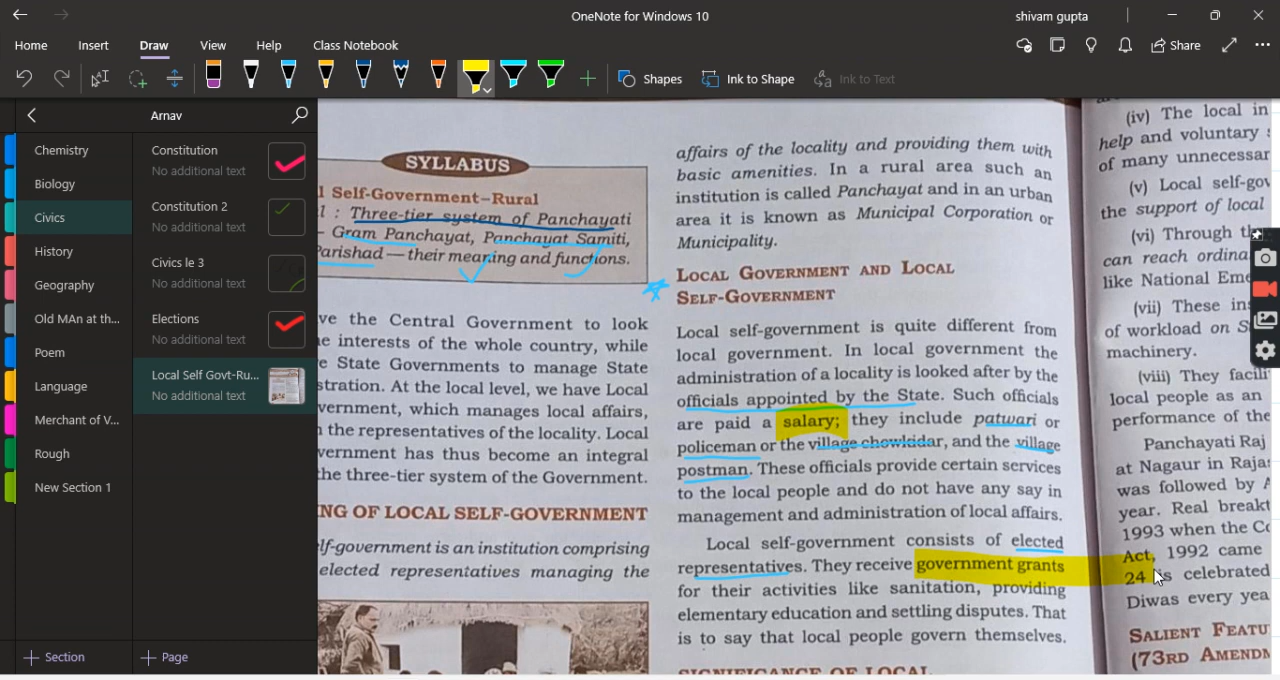 OneNote for Windows 10
shivam gupta
Home
Insert
Draw
View
Help
Class Notebook
Share
Shapes
Ink to Shape
Ink to Text
Arnav
Chemistry
Biology
Civics
History
Geography
Old MAn at th...
Poem
Language
Merchant of V...
Rough
New Section 1
Section
Constitution
No additional text
Constitution 2
No additional text
Civics le 3
No additional text
Elections
No additional text
Local Self Govt-Ru...
No additional text
Page
SYLLABUS
l Self-Government–Rural
l : Three-tier system of Panchayati
– Gram Panchayat, Panchayat Samiti,
Parishad — their meaning and functions.
ve the Central Government to look
e interests of the whole country, while
e State Governments to manage State
stration. At the local level, we have Local
vernment, which manages local affairs,
h the representatives of the locality. Local
vernment has thus become an integral
the three-tier system of the Government.
NG OF LOCAL SELF-GOVERNMENT
lf-government is an institution comprising
elected representatives managing the
affairs of the locality and providing them with
basic amenities. In a rural area such an
institution is called Panchayat and in an urban
area it is known as Municipal Corporation or
Municipality.
LOCAL GOVERNMENT AND LOCAL
SELF-GOVERNMENT
Local self-government is quite different from
local government. In local government the
administration of a locality is looked after by the
officials appointed by the State. Such officials
are paid a salary; they include patwari or
policeman or the village chowkidar, and the village
postman. These officials provide certain services
to the local people and do not have any say in
management and administration of local affairs.
Local self-government consists of elected
representatives. They receive government grants
for their activities like sanitation, providing
elementary education and settling disputes. That
is to say that local people govern themselves.
SIGNIFICANCE OF LOCAL
(iv) The local in
help and voluntary
of many unnecessar
(v) Local self-gov
the support of local
(vi) Through th
can reach ordina
like National Eme
(vii) These in
of workload on S
machinery.
(viii) They facili
local people as an
performance of the
Panchayati Raj
at Nagaur in Raja
was followed by A
year. Real breakt
1993 when the Co
Act, 1992 came
24 is celebrated
Diwas every yea
SALIENT FEATU
(73RD AMENDM